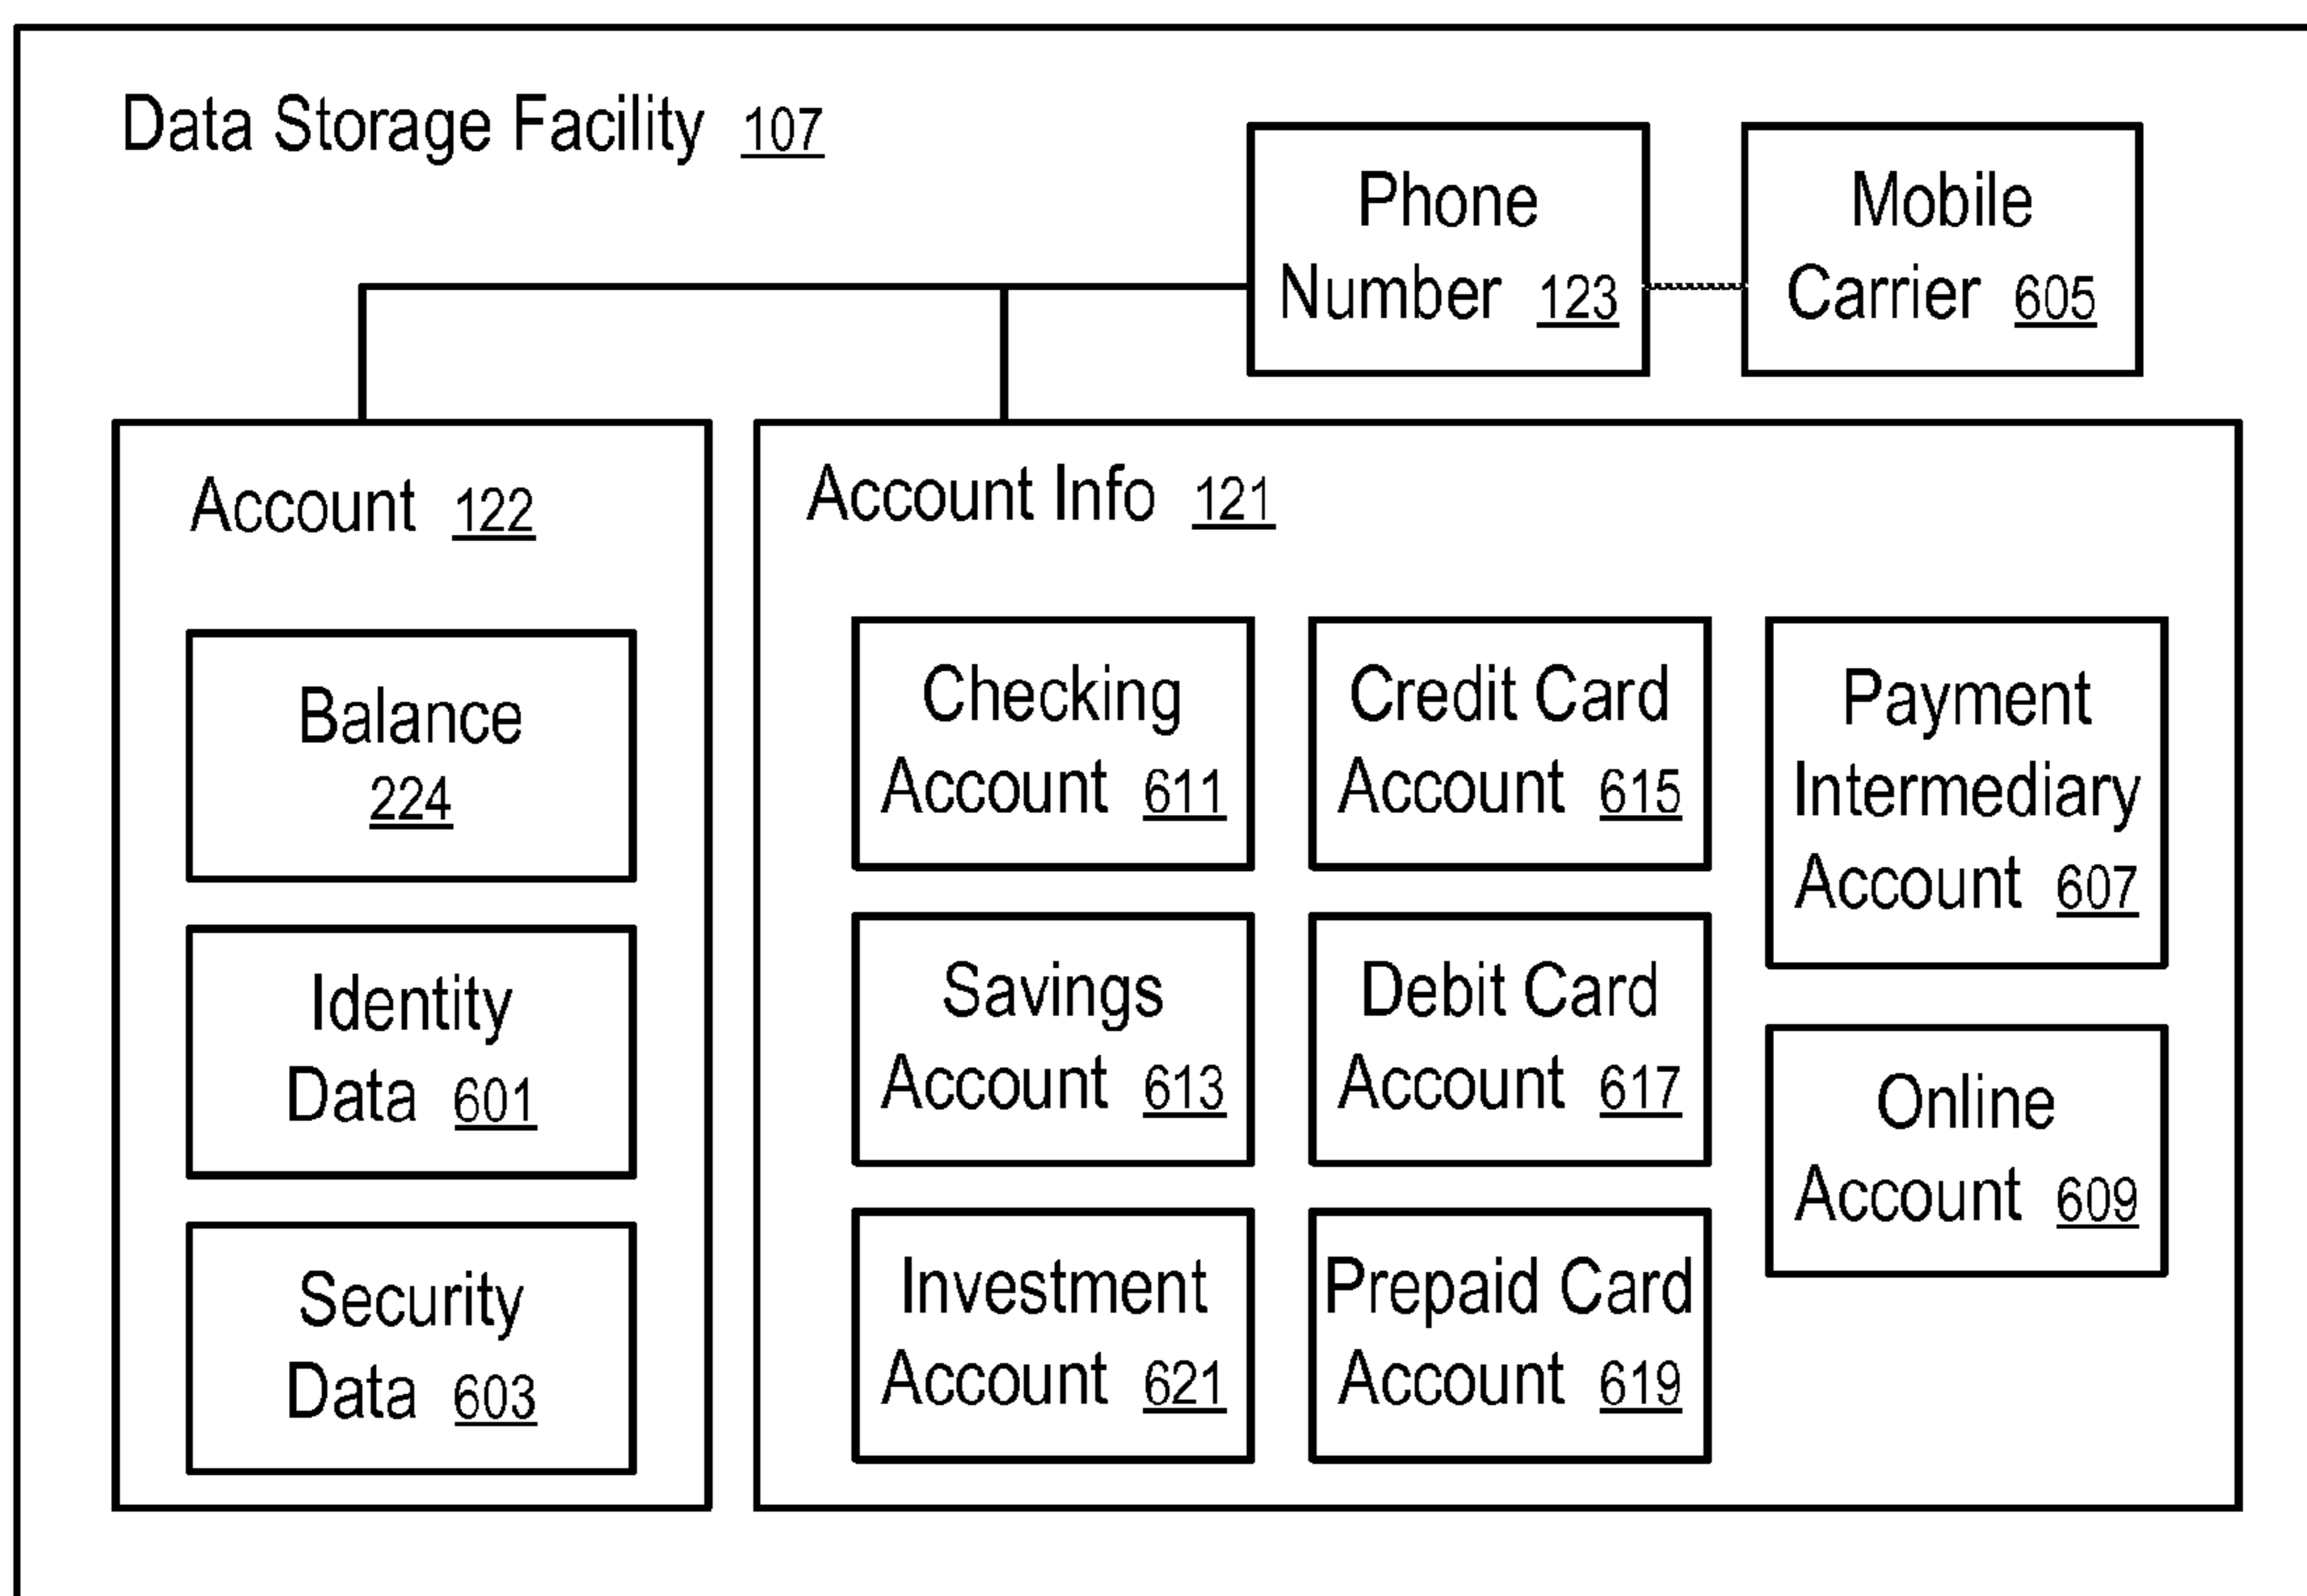 Data Storage Facility 107
Phone
Number 123
Mobile
Carrier 605
Account 122
Balance
224
Identity
Data 601
Security
Data 603
Account Info 121
Checking
Account 611
Credit Card
Account 615
Payment
Intermediary
Account 607
Savings
Account 613
Debit Card
Account 617
Online
Account 609
Investment
Account 621
Prepaid Card
Account 619